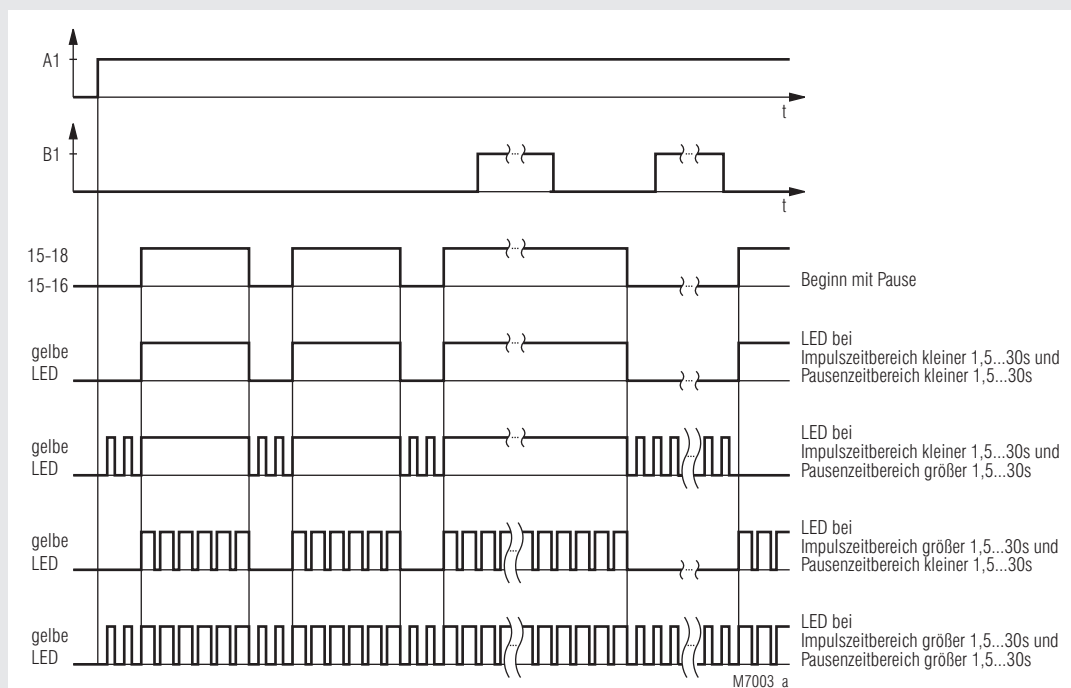 A1
t
B1
t
15-18
15-16
Beginn mit Pause
gelbe
LED
LED bei
Impulszeitbereich kleiner 1,5...30s und
Pausenzeitbereich kleiner 1,5...30s
gelbe
LED
LED bei
Impulszeitbereich kleiner 1,5...30s und
Pausenzeitbereich größer 1,5...30s
gelbe
LED
LED bei
Impulszeitbereich größer 1,5...30s und
Pausenzeitbereich kleiner 1,5...30s
gelbe
LED
LED bei
Impulszeitbereich größer 1,5...30s und
Pausenzeitbereich größer 1,5...30s
M7003_a